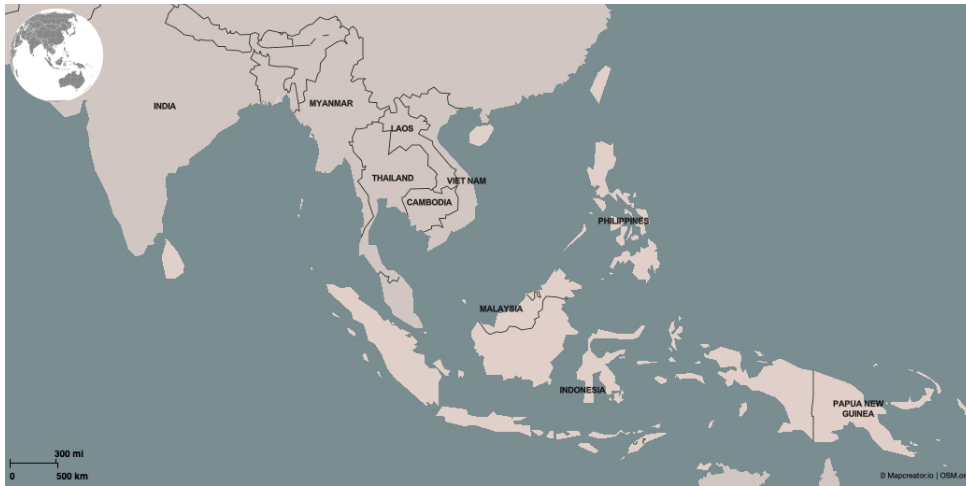 INDIA
MYANMAR
LAOS
THAILAND
VIET NAM
CAMBODIA
PHILIPPINES
MALAYSIA
INDONESIA
PAPUA NEW
GUINEA
300 mi
0 500 km
© Mapcreator.io | OSM.or